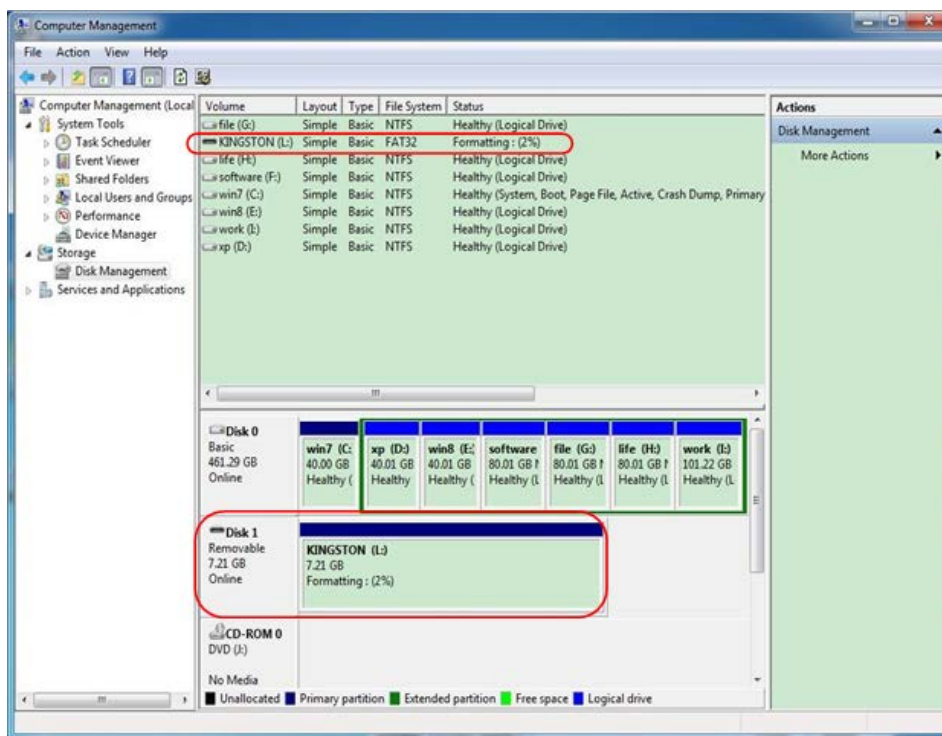 Computer Management
File Action View Help
Computer Management (Local
System Tools
Task Scheduler
Event Viewer
Shared Folders
Local Users and Groups
Performance
Device Manager
Storage
Disk Management
Services and Applications
Volume Layout Type File System Status
file (G:) Simple Basic NTFS Healthy (Logical Drive)
KINGSTON (L:) Simple Basic FAT32 Formatting : (2%)
life (H:) Simple Basic NTFS Healthy (Logical Drive)
software (F:) Simple Basic NTFS Healthy (Logical Drive)
win7 (C:) Simple Basic NTFS Healthy (System, Boot, Page File, Active, Crash Dump, Primary
win8 (E:) Simple Basic NTFS Healthy (Logical Drive)
work (I:) Simple Basic NTFS Healthy (Logical Drive)
xp (D:) Simple Basic NTFS Healthy (Logical Drive)
Actions
Disk Management
More Actions
Disk 0
Basic
461.29 GB
Online
win7 (C:
40.00 GB
Healthy (
xp (D:)
40.01 GB
Healthy
win8 (E:
40.01 GB
Healthy (
software
80.01 GB N
Healthy (L
file (G:)
80.01 GB N
Healthy (L
life (H:)
80.01 GB N
Healthy (L
work (I:)
101.22 GB
Healthy (L
Disk 1
Removable
7.21 GB
Online
KINGSTON (L:)
7.21 GB
Formatting : (2%)
CD-ROM 0
DVD (J:)
No Media
Unallocated Primary partition Extended partition Free space Logical drive